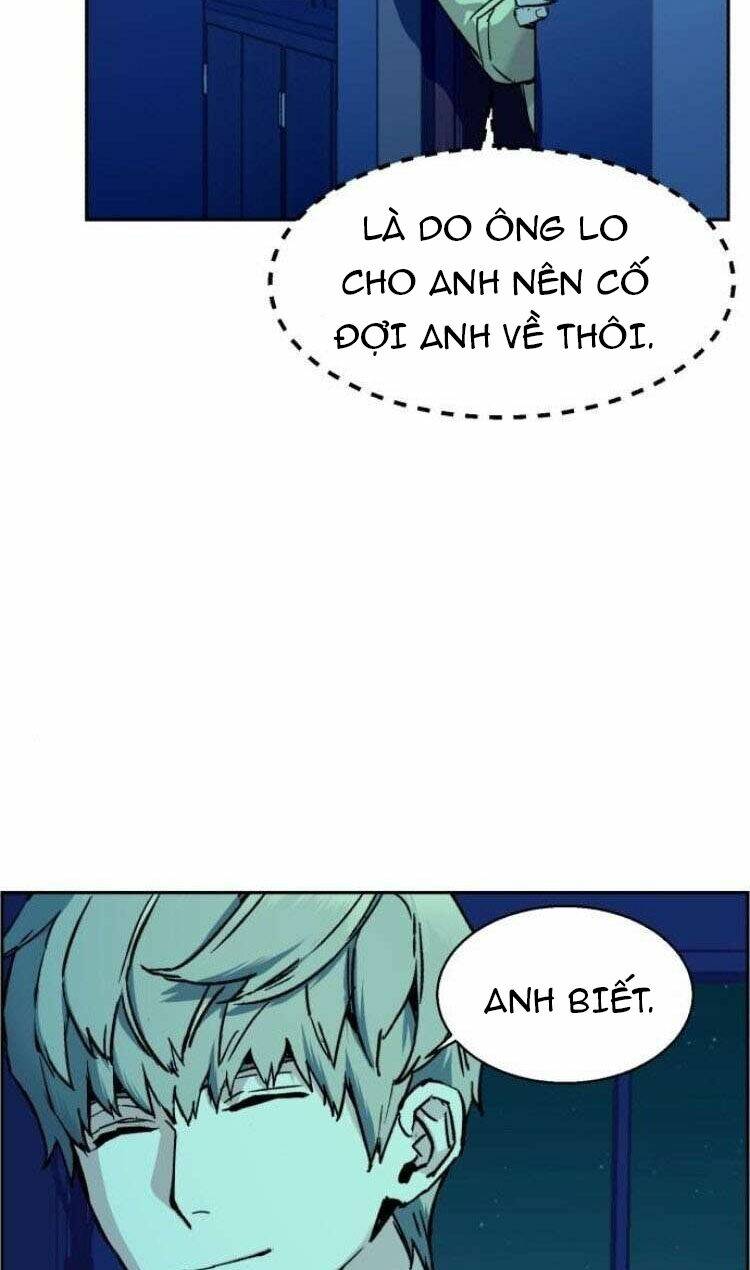 LÀ DO ÔNG LO
CHO ANH NÊN CỐ
ĐỢI ANH VỀ THÔI.
ANH BIẾT.